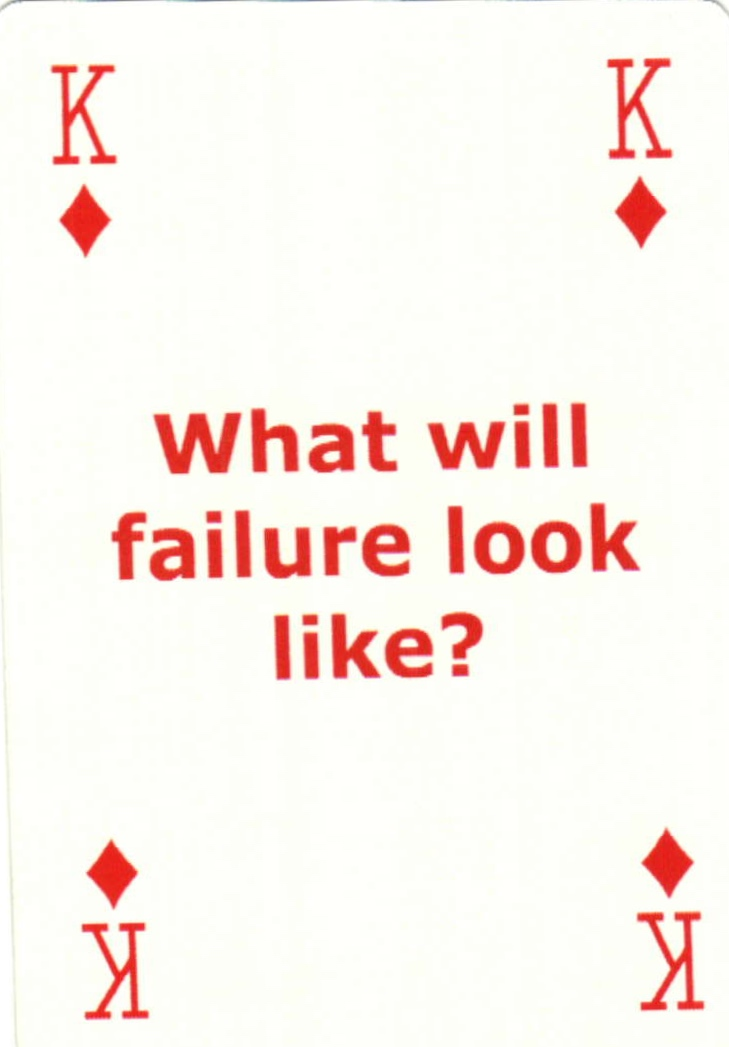 K K
♦ ♦
What will
failure look
like?
♦ ♦
K K